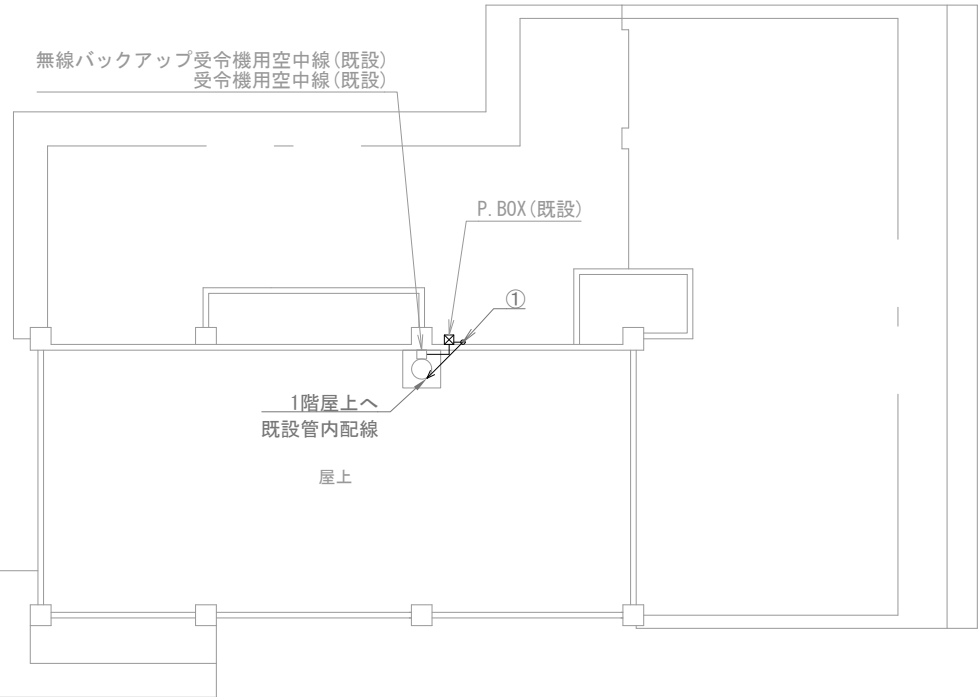 無線バックアップ受令機用空中線(既設)
受令機用空中線(既設)
P.BOX(既設)
①
1階屋上へ
既設管内配線
屋上